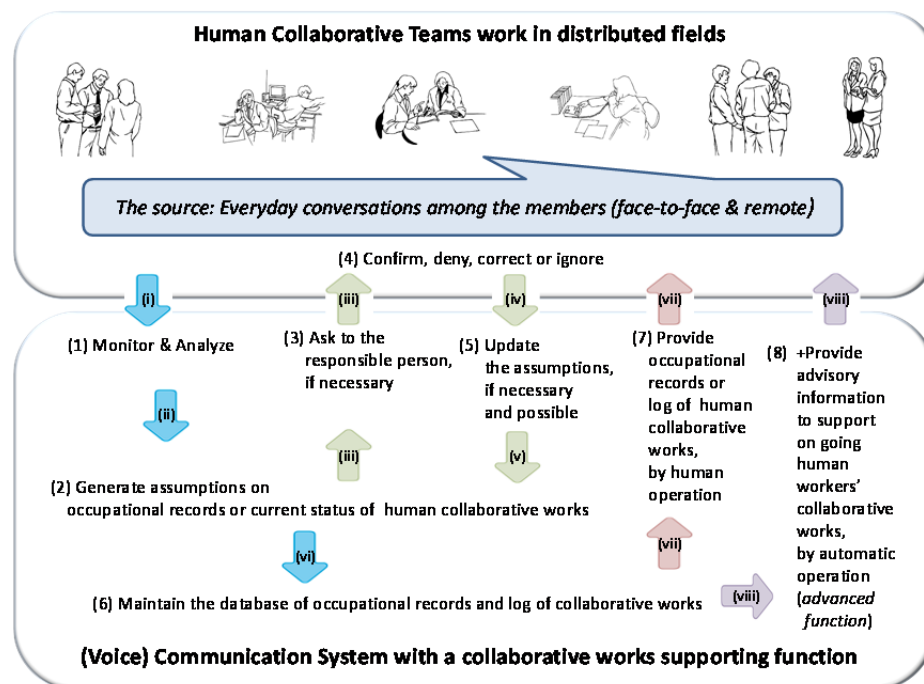 Human Collaborative Teams work in distributed fields
The source: Everyday conversations among the members (face-to-face & remote)
(4) Confirm, deny, correct or ignore
(i)
(iii)
(iv)
(vii)
(viii)
(1) Monitor & Analyze
(3) Ask to the
responsible person,
if necessary
(5) Update
the assumptions,
if necessary
and possible
(7) Provide
occupational
records or
log of human
collaborative
works,
by human
operation
(8) +Provide
advisory
information
to support
on going
human
workers'
collaborative
works,
by automatic
operation
(advanced
function)
(ii)
(iii)
(v)
(2) Generate assumptions on
occupational records or current status of human collaborative works
(vi)
(vii)
(6) Maintain the database of occupational records and log of collaborative works
(viii)
(Voice) Communication System with a collaborative works supporting function